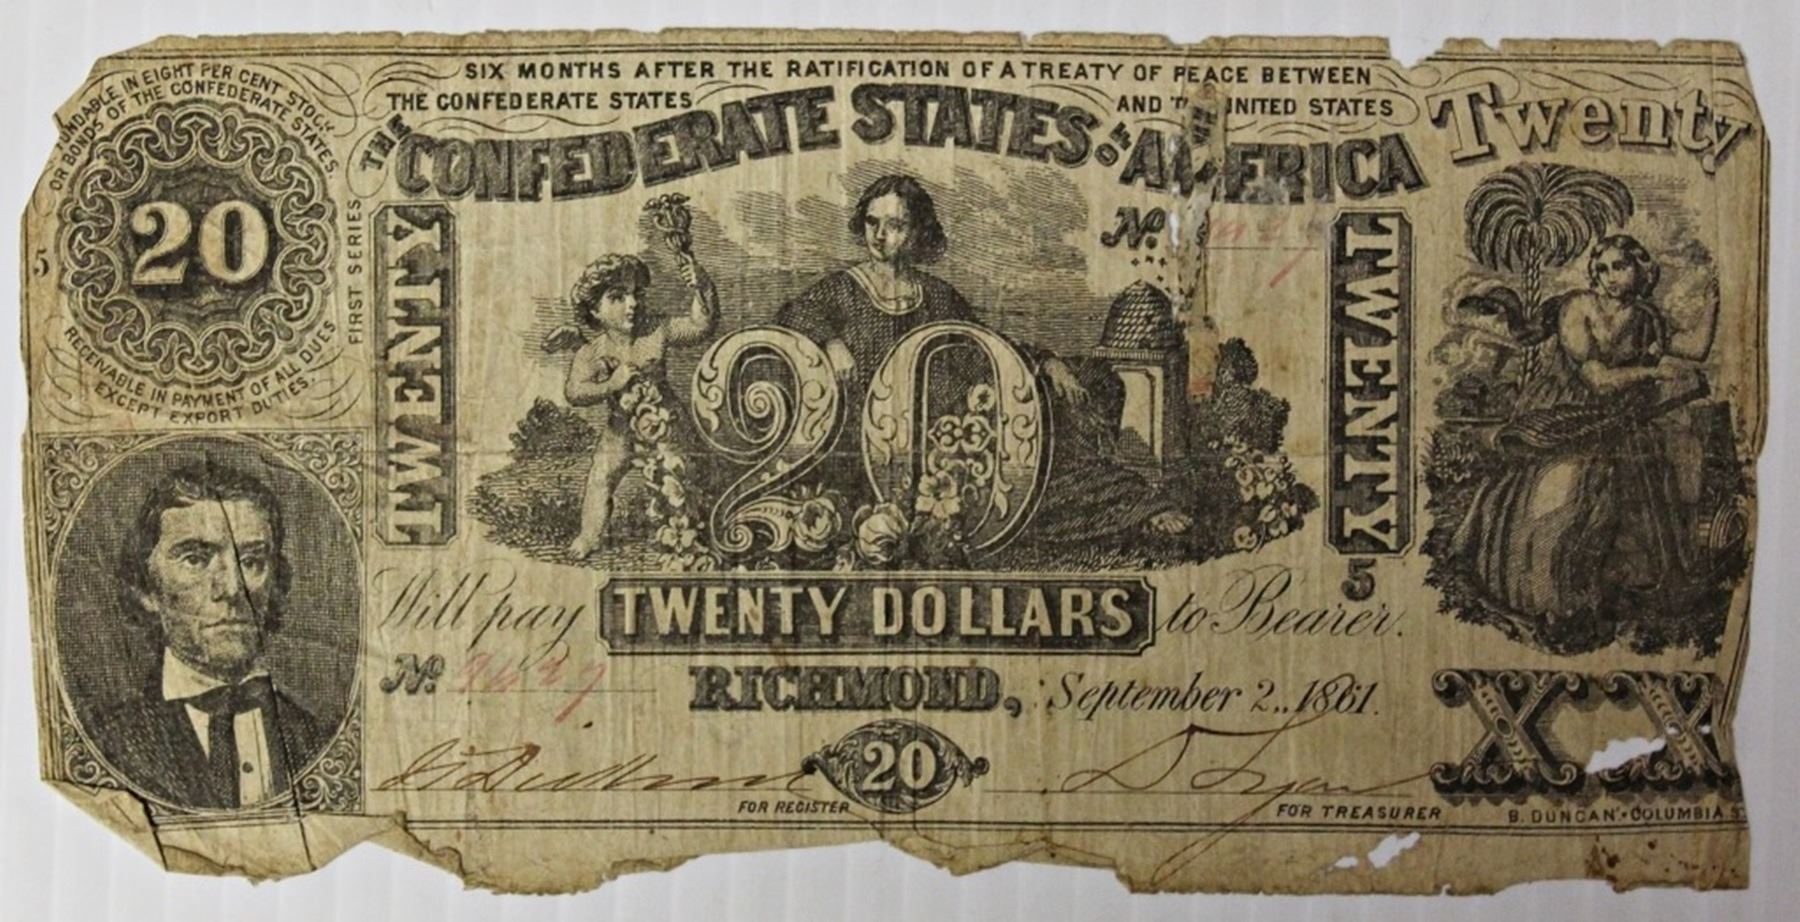 SIX MONTHS AFTER THE RATIFICATION OF A TREATY OF PEACE BETWEEN
THE CONFEDERATE STATES AND UNITED STATES
FUNDABLE IN EIGHT PER CENT STOCK
OR BONDS OF THE CONFEDERATE STATES.
20
RECEIVABLE IN PAYMENT OF ALL DUES
EXCEPT EXPORT DUTIES.
5
FIRST SERIES
THE CONFEDERATE STATES OF AMERICA
Twenty
No.
TWENTY
20
TWENTY
5
Will pay TWENTY DOLLARS to Bearer.
No.
RICHMOND, September 2, 1861.
XX
20
FOR REGISTER
FOR TREASURER
B. DUNCAN COLUMBIA S